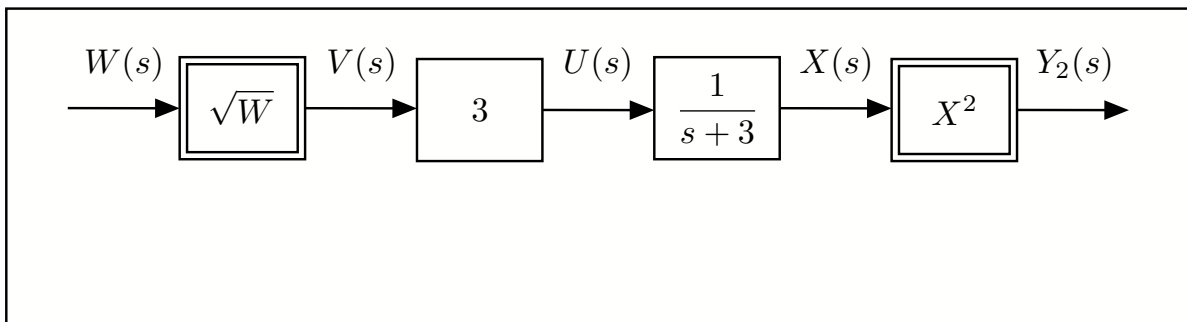 W(s) V(s) U(s) X(s) Y₂(s)
√W 3 1/(s + 3) X²